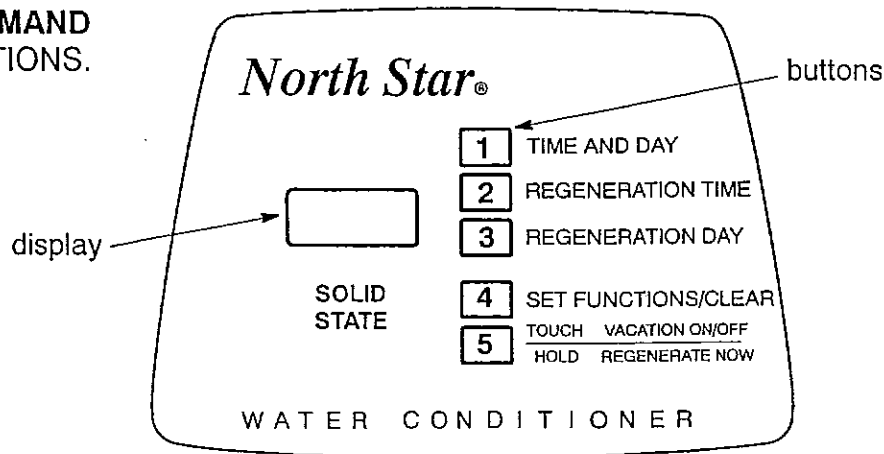 MAND
TIONS.
North Star®
buttons
1 TIME AND DAY
2 REGENERATION TIME
3 REGENERATION DAY
display
SOLID
STATE
4 SET FUNCTIONS/CLEAR
5 TOUCH VACATION ON/OFF
HOLD REGENERATE NOW
WATER CONDITIONER